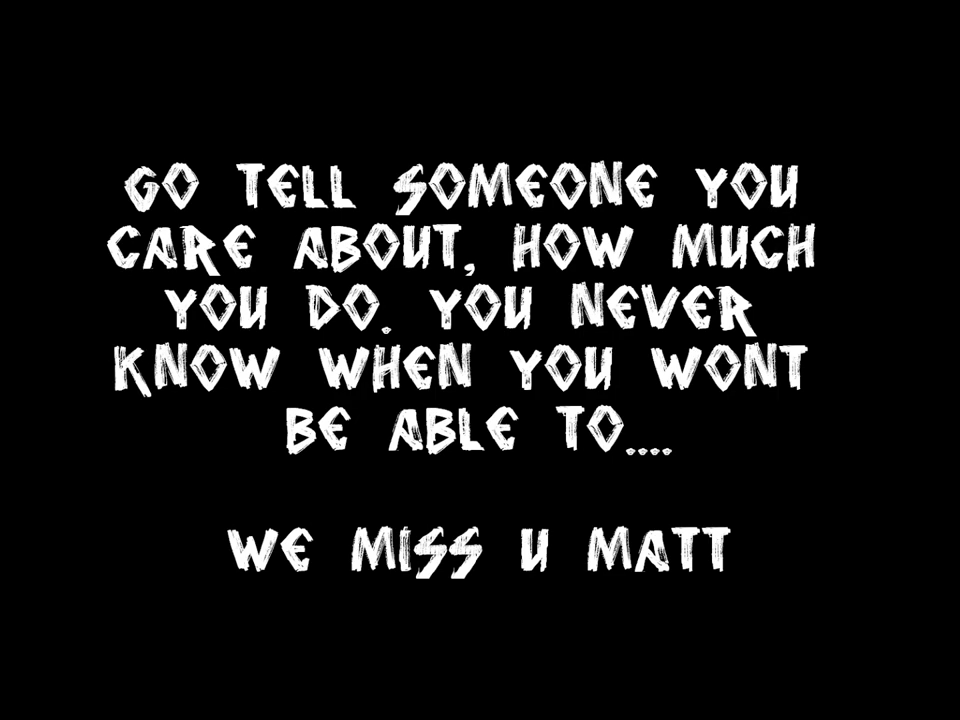 GO TELL SOMEONE YOU
CARE ABOUT, HOW MUCH
YOU DO. YOU NEVER
KNOW WHEN YOU WONT
BE ABLE TO....
WE MISS U MATT